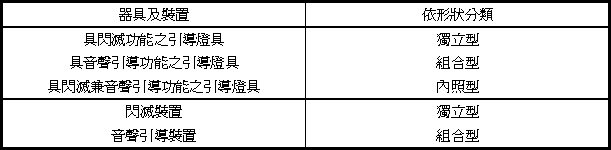 器具及裝置 依形狀分類
具閃滅功能之引導燈具 獨立型
具音聲引導功能之引導燈具 組合型
具閃滅兼音聲引導功能之引導燈具 內照型
閃滅裝置 獨立型
音聲引導裝置 組合型